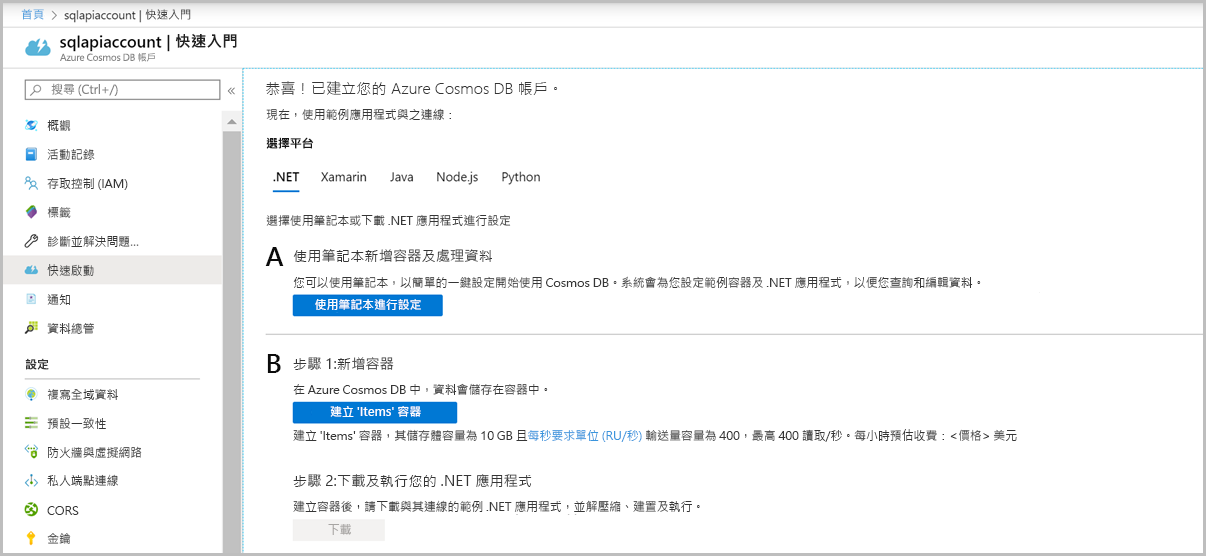 首頁 > sqlapiaccount | 快速入門
sqlapiaccount | 快速入門
Azure Cosmos DB 帳戶
搜尋 (Ctrl+/)
«
概觀
活動記錄
存取控制 (IAM)
標籤
診斷並解決問題...
快速啟動
通知
資料總管
設定
複寫全域資料
預設一致性
防火牆與虛擬網路
私人端點連線
CORS
金鑰
恭喜！已建立您的 Azure Cosmos DB 帳戶。
現在，使用範例應用程式與之連線：
選擇平台
.NET Xamarin Java Node.js Python
選擇使用筆記本或下載 .NET 應用程式進行設定
A 使用筆記本新增容器及處理資料
您可以使用筆記本，以簡單的一鍵設定開始使用 Cosmos DB。系統會為您設定範例容器及 .NET 應用程式，以便您查詢和編輯資料。
使用筆記本進行設定
B 步驟 1:新增容器
在 Azure Cosmos DB 中，資料會儲存在容器中。
建立 'Items' 容器
建立 'Items' 容器，其儲存體容量為 10 GB 且每秒要求單位 (RU/秒) 輸送量容量為 400，最高 400 讀取/秒。每小時預估收費：<價格> 美元
步驟 2:下載及執行您的 .NET 應用程式
建立容器後，請下載與其連線的範例 .NET 應用程式，並解壓縮、建置及執行。
下載